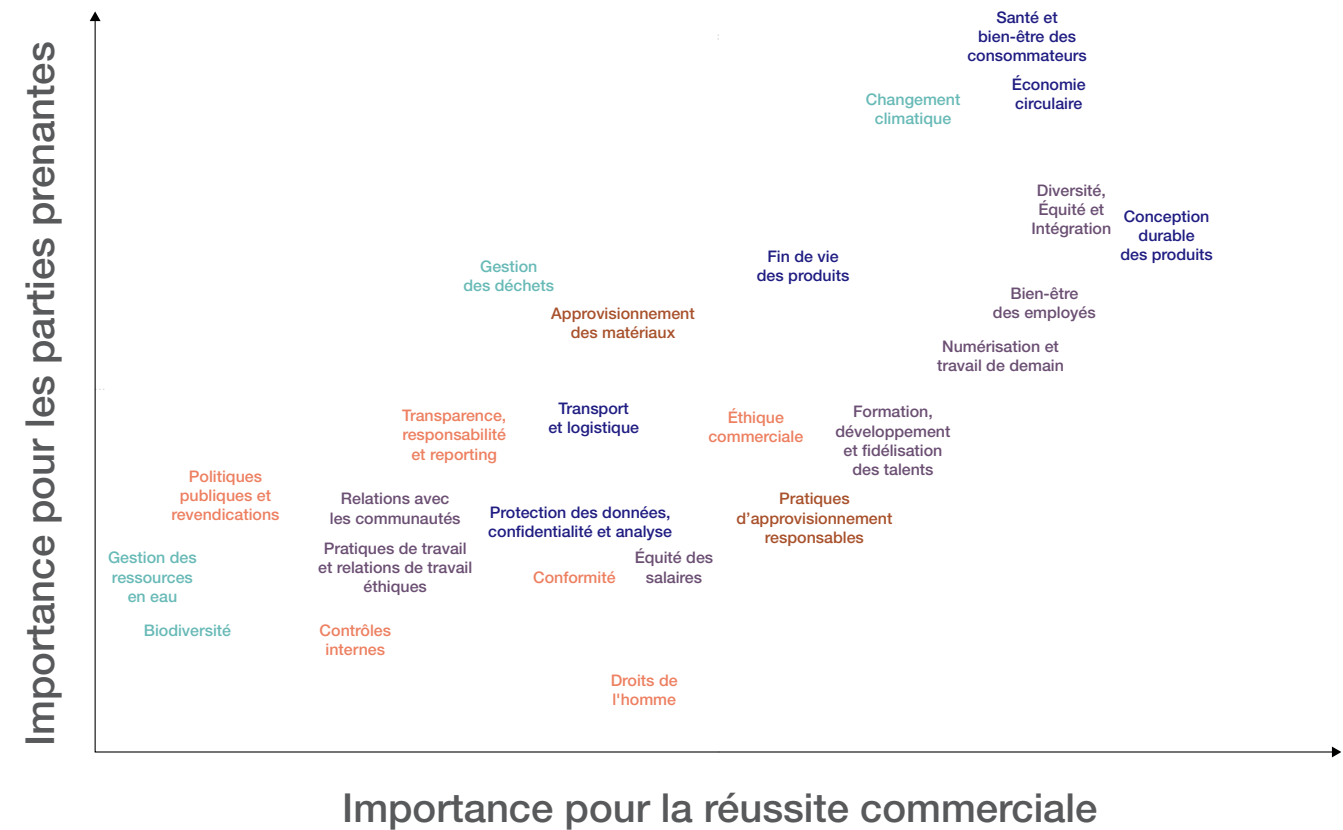 Importance pour les parties prenantes
Santé et
bien-être des
consommateurs
Économie
circulaire
Changement
climatique
Diversité,
Équité et
Intégration
Conception
durable
des produits
Fin de vie
des produits
Gestion
des déchets
Bien-être
des employés
Approvisionnement
des matériaux
Numérisation et
travail de demain
Transparence,
responsabilité
et reporting
Transport
et logistique
Éthique
commerciale
Formation,
développement
et fidélisation
des talents
Politiques
publiques et
revendications
Relations avec
les communautés
Protection des données,
confidentialité et analyse
Pratiques
d’approvisionnement
responsables
Gestion des
ressources
en eau
Pratiques de travail
et relations de travail
éthiques
Conformité
Équité des
salaires
Biodiversité
Contrôles
internes
Droits de
l'homme
Importance pour la réussite commerciale